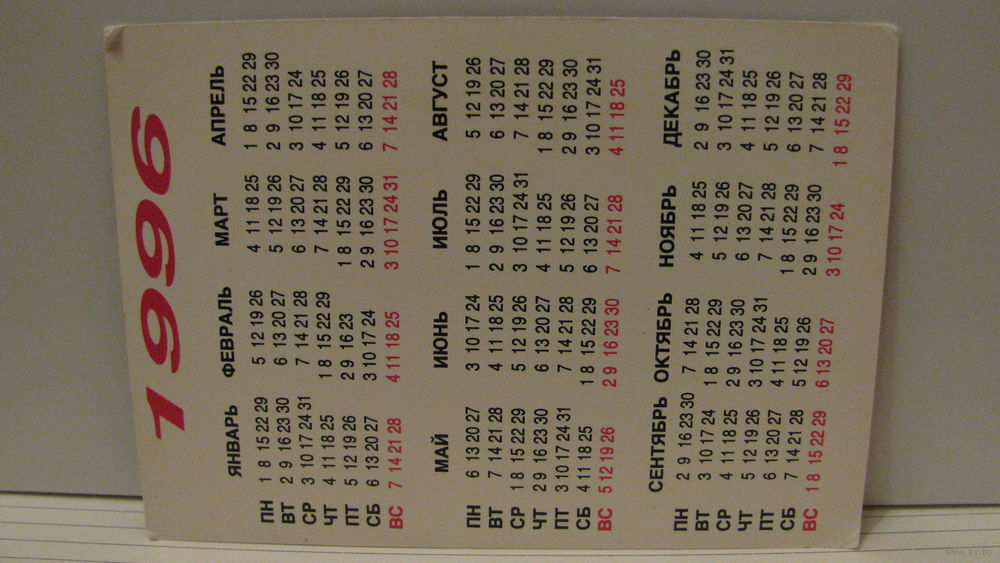 1996
ЯНВАРЬ ФЕВРАЛЬ МАРТ АПРЕЛЬ
ПН 1 8 15 22 29 5 12 19 26 4 11 18 25 1 8 15 22 29
ВТ 2 9 16 23 30 6 13 20 27 5 12 19 26 2 9 16 23 30
СР 3 10 17 24 31 7 14 21 28 6 13 20 27 3 10 17 24
ЧТ 4 11 18 25 1 8 15 22 29 7 14 21 28 4 11 18 25
ПТ 5 12 19 26 2 9 16 23 1 8 15 22 29 5 12 19 26
СБ 6 13 20 27 3 10 17 24 2 9 16 23 30 6 13 20 27
ВС 7 14 21 28 4 11 18 25 3 10 17 24 31 7 14 21 28
МАЙ ИЮНЬ ИЮЛЬ АВГУСТ
ПН 6 13 20 27 3 10 17 24 1 8 15 22 29 5 12 19 26
ВТ 7 14 21 28 4 11 18 25 2 9 16 23 30 6 13 20 27
СР 1 8 15 22 29 5 12 19 26 3 10 17 24 31 7 14 21 28
ЧТ 2 9 16 23 30 6 13 20 27 4 11 18 25 1 8 15 22 29
ПТ 3 10 17 24 31 7 14 21 28 5 12 19 26 2 9 16 23 30
СБ 4 11 18 25 1 8 15 22 29 6 13 20 27 3 10 17 24 31
ВС 5 12 19 26 2 9 16 23 30 7 14 21 28 4 11 18 25
СЕНТЯБРЬ ОКТЯБРЬ НОЯБРЬ ДЕКАБРЬ
ПН 2 9 16 23 30 7 14 21 28 4 11 18 25 2 9 16 23 30
ВТ 3 10 17 24 1 8 15 22 29 5 12 19 26 3 10 17 24 31
СР 4 11 18 25 2 9 16 23 30 6 13 20 27 4 11 18 25
ЧТ 5 12 19 26 3 10 17 24 31 7 14 21 28 5 12 19 26
ПТ 6 13 20 27 4 11 18 25 1 8 15 22 29 6 13 20 27
СБ 7 14 21 28 5 12 19 26 2 9 16 23 30 7 14 21 28
ВС 1 8 15 22 29 6 13 20 27 3 10 17 24 1 8 15 22 29
www.ay.by